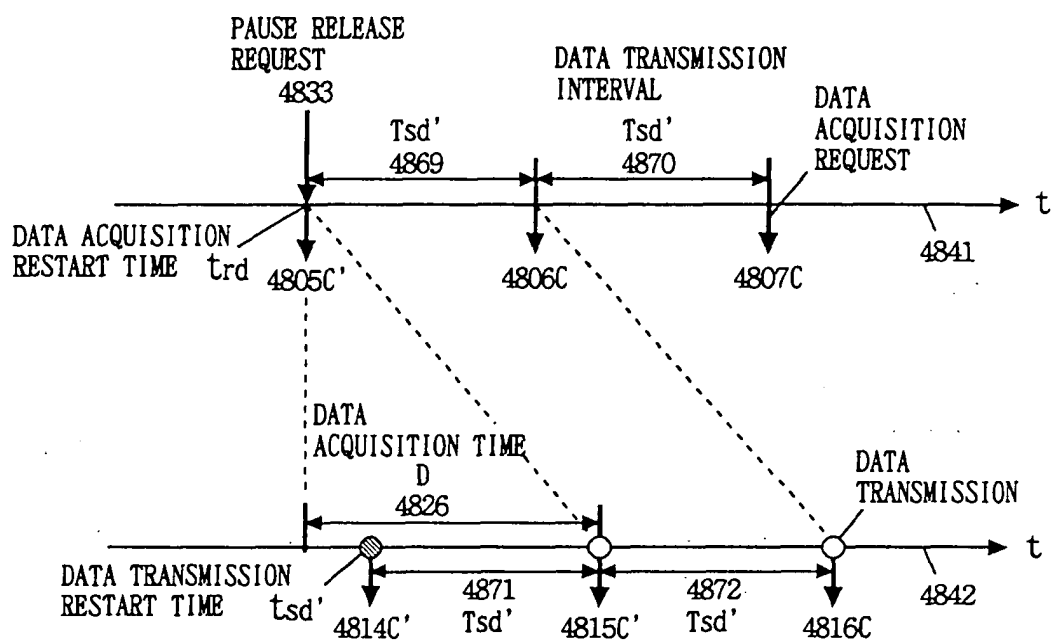 PAUSE RELEASE
REQUEST
4833
DATA TRANSMISSION
INTERVAL
DATA
ACQUISITION
REQUEST
Tsd'
4869
Tsd'
4870
t
DATA ACQUISITION
RESTART TIME trd
4805C'
4806C
4807C
4841
DATA
ACQUISITION TIME
D
4826
DATA
TRANSMISSION
t
DATA TRANSMISSION
RESTART TIME tsd'
4814C'
4871
Tsd'
4815C'
4872
Tsd'
4816C
4842